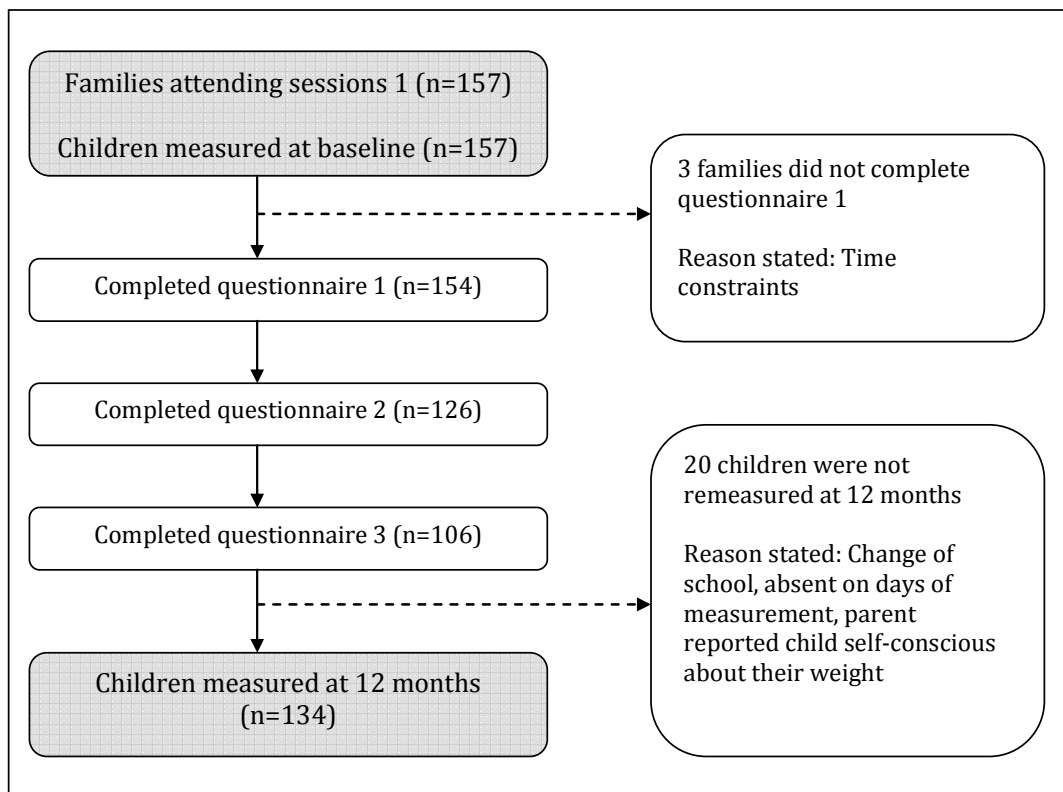 Families attending sessions 1 (n=157)
Children measured at baseline (n=157)
3 families did not complete
questionnaire 1
Reason stated: Time
constraints
Completed questionnaire 1 (n=154)
Completed questionnaire 2 (n=126)
Completed questionnaire 3 (n=106)
20 children were not
remeasured at 12 months
Reason stated: Change of
school, absent on days of
measurement, parent
reported child self-conscious
about their weight
Children measured at 12 months
(n=134)